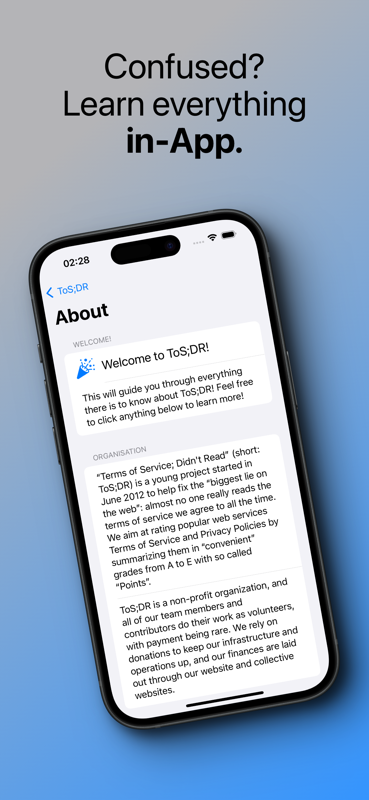 Confused?
Learn everything
in-App.
02:28
ToS;DR
About
WELCOME!
Welcome to ToS;DR!
This will guide you through everything
there is to know about ToS;DR! Feel free
to click anything below to learn more!
ORGANISATION
“Terms of Service; Didn't Read” (short:
ToS;DR) is a young project started in
June 2012 to help fix the “biggest lie on
the web”: almost no one really reads the
terms of service we agree to all the time.
We aim at rating popular web services
Terms of Service and Privacy Policies by
summarizing them in “convenient”
grades from A to E with so called
“Points”.
ToS;DR is a non-profit organization, and
all of our team members and
contributors do their work as volunteers,
with payment being rare. We rely on
donations to keep our infrastructure and
operations up, and our finances are laid
out through our website and collective
websites.